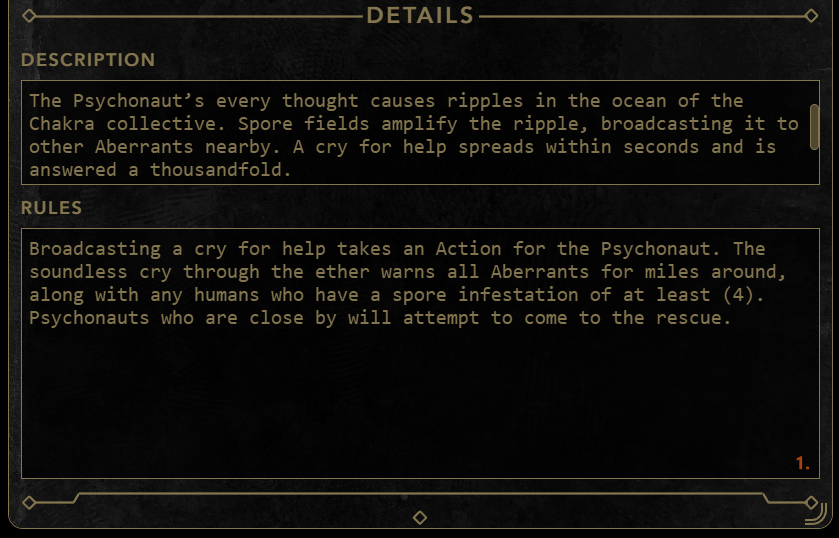 DETAILS
DESCRIPTION
The Psychonaut’s every thought causes ripples in the ocean of the
Chakra collective. Spore fields amplify the ripple, broadcasting it to
other Aberrants nearby. A cry for help spreads within seconds and is
answered a thousandfold.
RULES
Broadcasting a cry for help takes an Action for the Psychonaut. The
soundless cry through the ether warns all Aberrants for miles around,
along with any humans who have a spore infestation of at least (4).
Psychonauts who are close by will attempt to come to the rescue.
1.